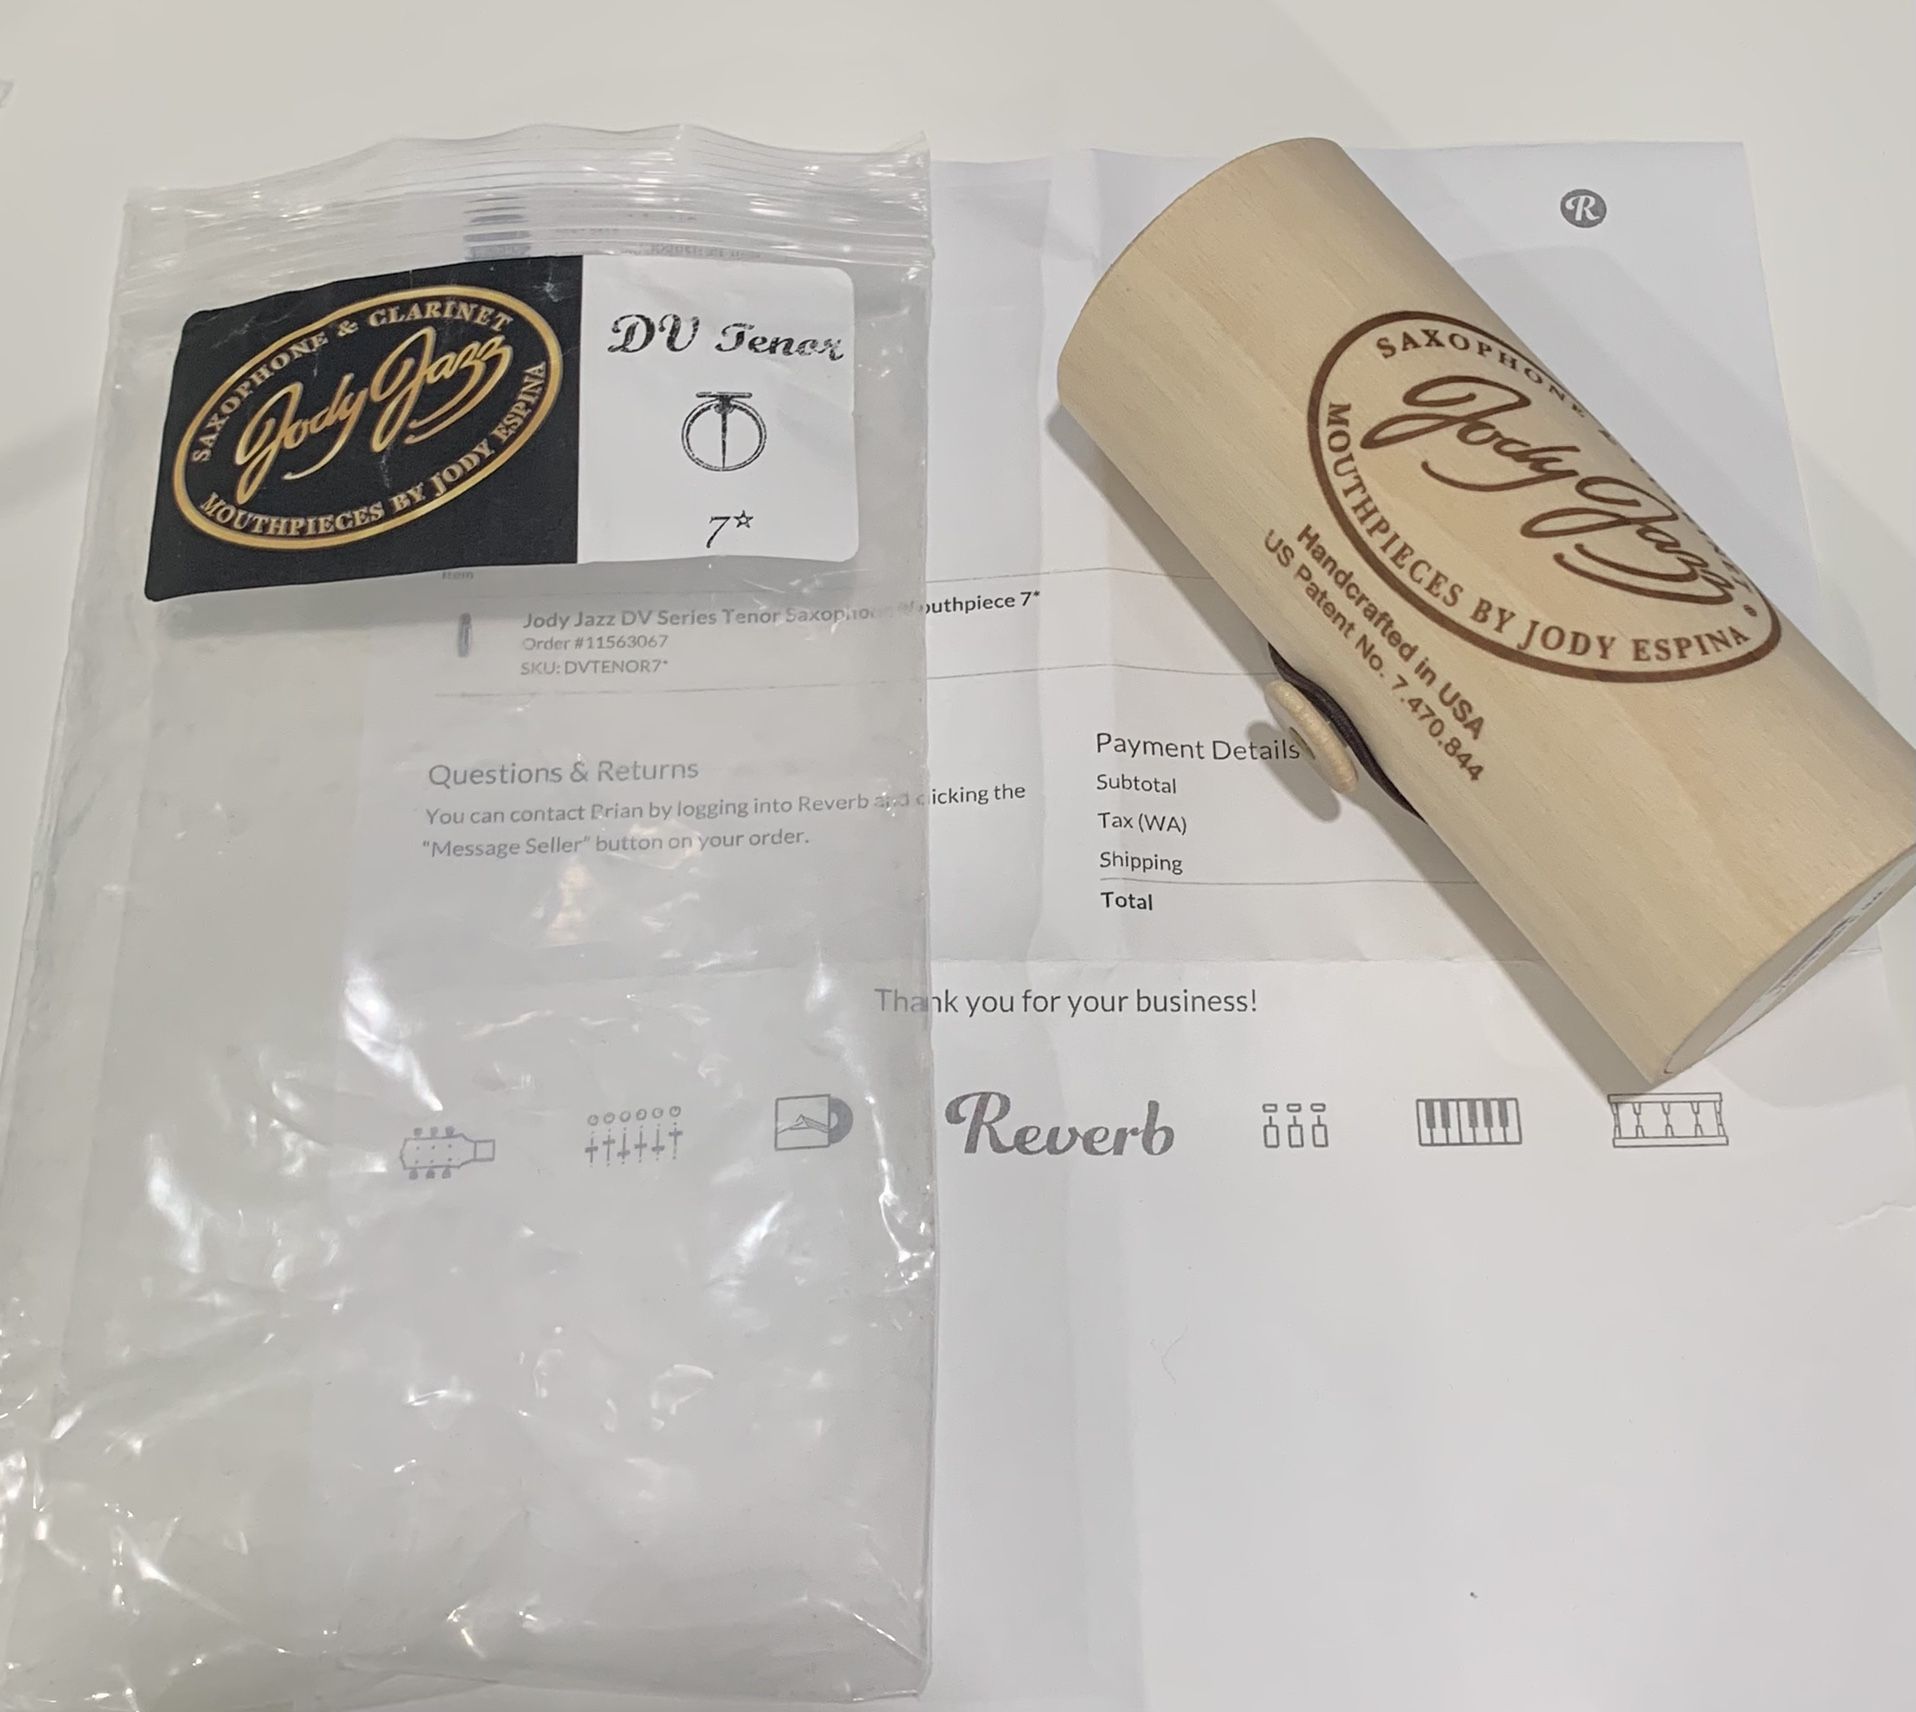 SAXOPHONE & CLARINET
Jody Jazz
MOUTHPIECES BY JODY ESPINA
DV Tenor
7☆
R
SAXOPHONE
Jody Jazz
MOUTHPIECES BY JODY ESPINA
Handcrafted in USA
US Patent No. 7.470.844
Item
Jody Jazz DV Series Tenor Saxophone Mouthpiece 7*
Order #11563067
SKU: DVTENOR7*
Questions & Returns
You can contact Brian by logging into Reverb and clicking the
"Message Seller" button on your order.
Payment Details
Subtotal
Tax (WA)
Shipping
Total
Thank you for your business!
Reverb